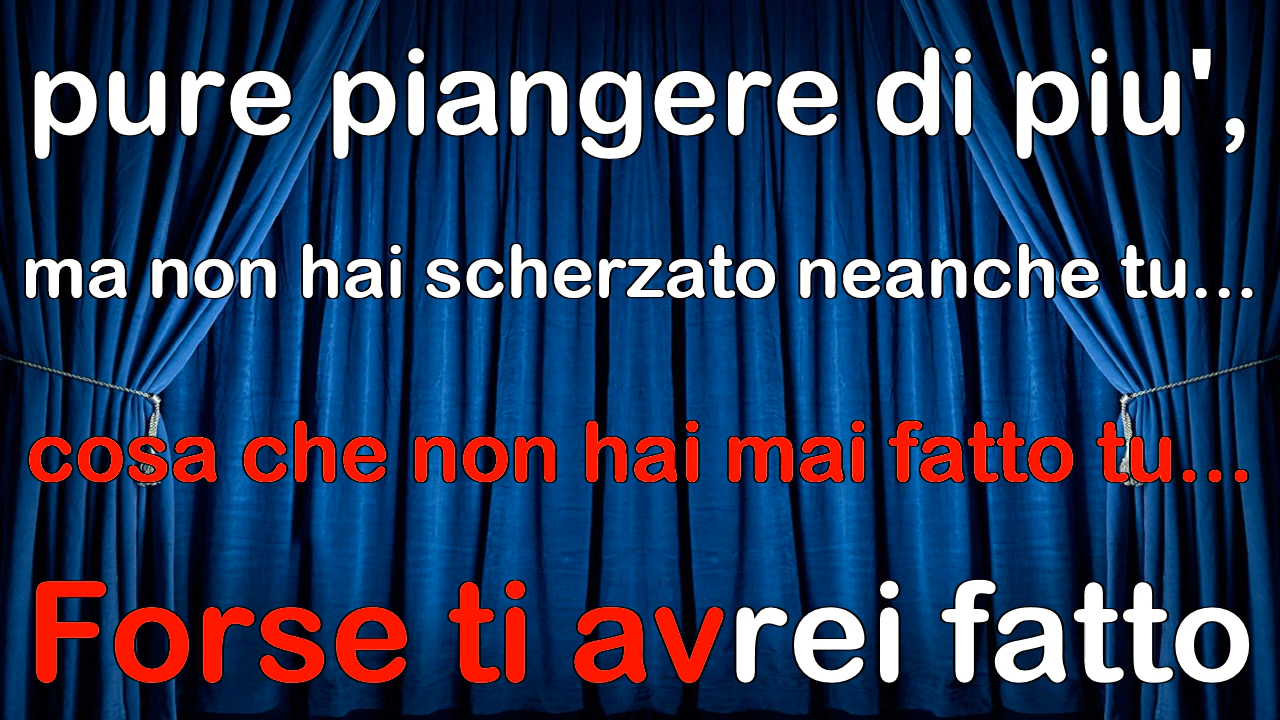 pure piangere di piu',
ma non hai scherzato neanche tu...
cosa che non hai mai fatto tu...
Forse ti avrei fatto